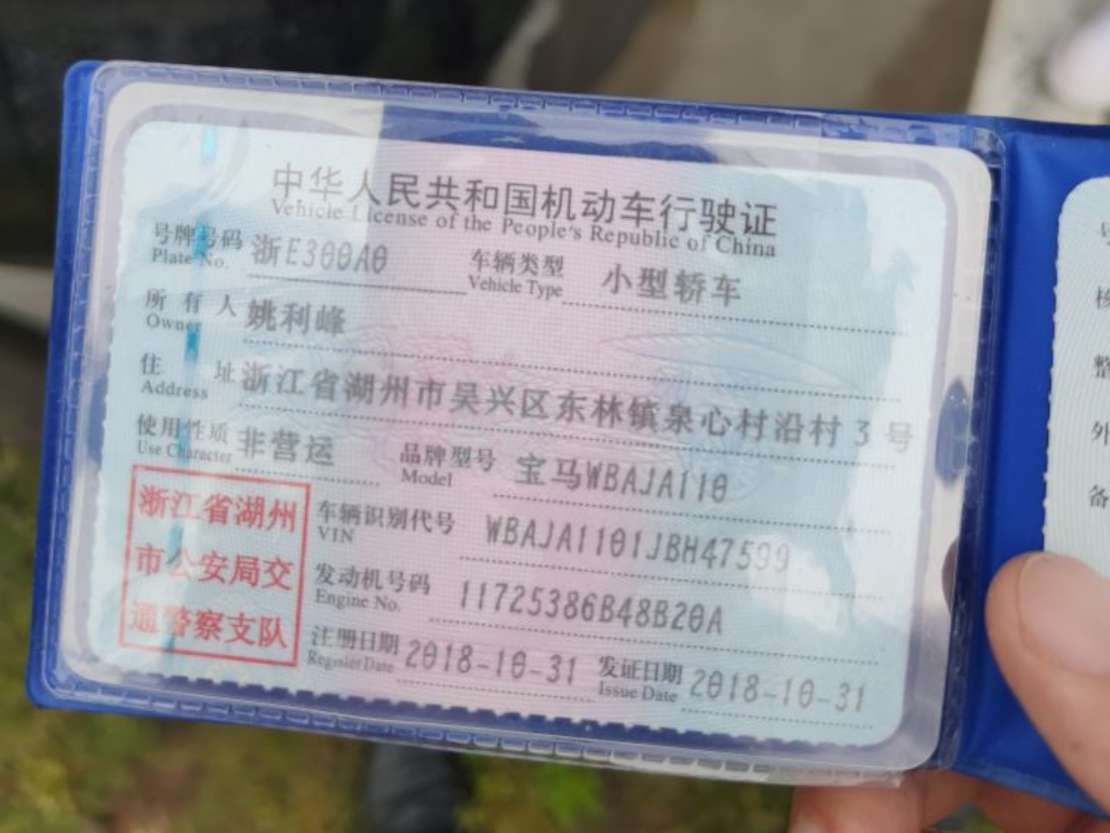 中华人民共和国机动车行驶证
Vehicle License of the People's Republic of China
号牌号码 浙E300A0 车辆类型 小型轿车
Plate No. Vehicle Type
所有人 姚利峰
Owner
住址 浙江省湖州市吴兴区东林镇泉心村沿村3号
Address
使用性质 非营运 品牌型号 宝马WBAJA110
Use Character Model
浙江省湖州
市公安局交
通警察支队
车辆识别代号 WBAJA1101JBH47599
VIN
发动机号码 11725386B48B20A
Engine No.
注册日期 2018-10-31 发证日期 2018-10-31
Register Date Issue Date
整
外
备